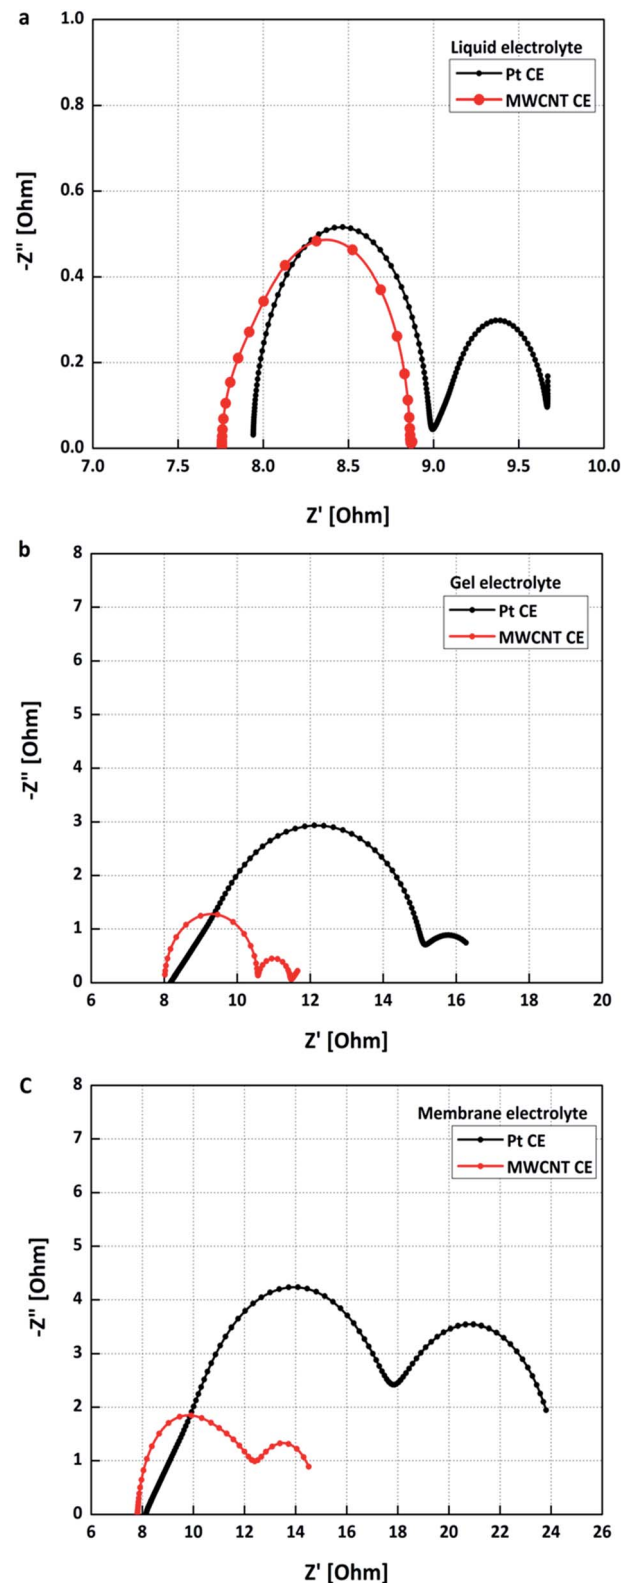 a
1.0
0.8
0.6
0.4
0.2
0.0
-Z" [Ohm]
Liquid electrolyte
Pt CE
MWCNT CE
7.0 7.5 8.0 8.5 9.0 9.5 10.0
Z' [Ohm]
b
8
7
6
5
4
3
2
1
0
-Z" [Ohm]
Gel electrolyte
Pt CE
MWCNT CE
6 8 10 12 14 16 18 20
Z' [Ohm]
C
8
7
6
5
4
3
2
1
0
-Z" [Ohm]
Membrane electrolyte
Pt CE
MWCNT CE
6 8 10 12 14 16 18 20 22 24 26
Z' [Ohm]